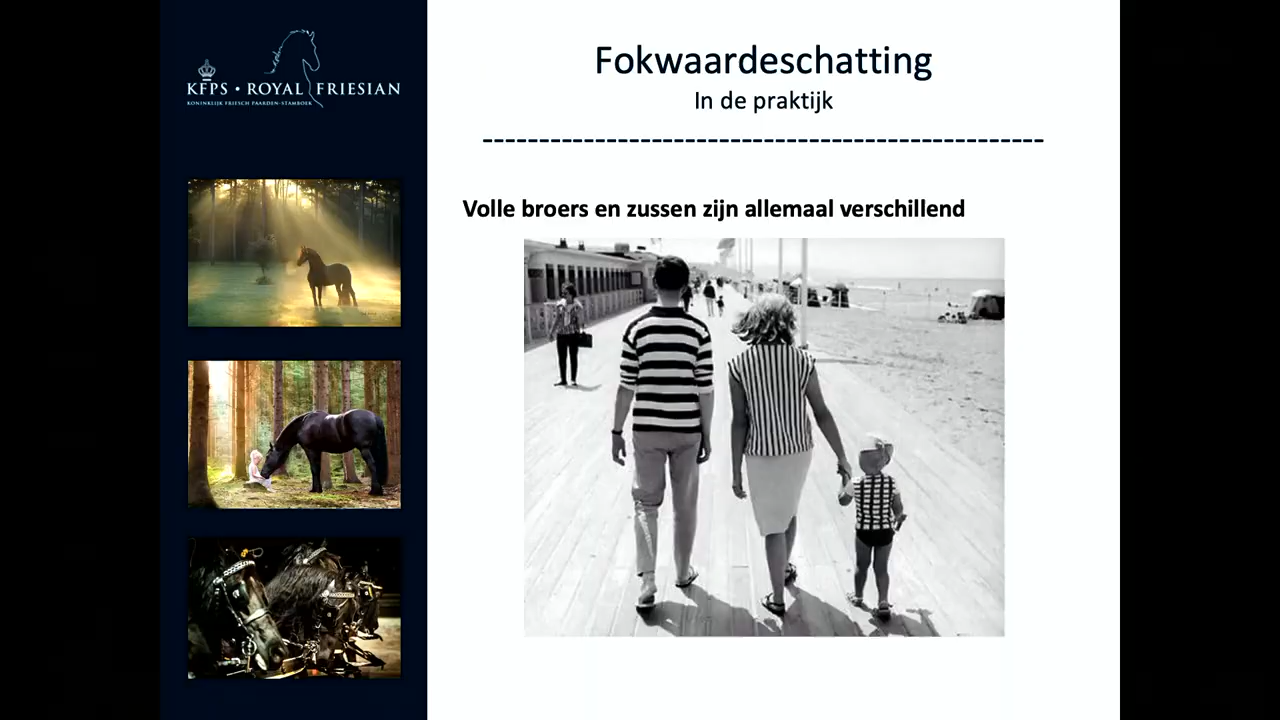 KFPS • ROYAL FRIESIAN
KONINKLIJK FRIESCH PAARDEN-STAMBOEK
Fokwaardeschatting
In de praktijk
--------------------------------------------------
Volle broers en zussen zijn allemaal verschillend